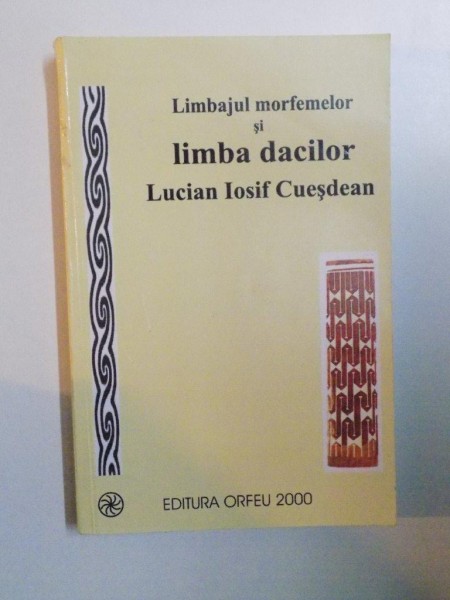 Limbajul morfemelor
şi
limba dacilor
Lucian Iosif Cueşdean
EDITURA ORFEU 2000